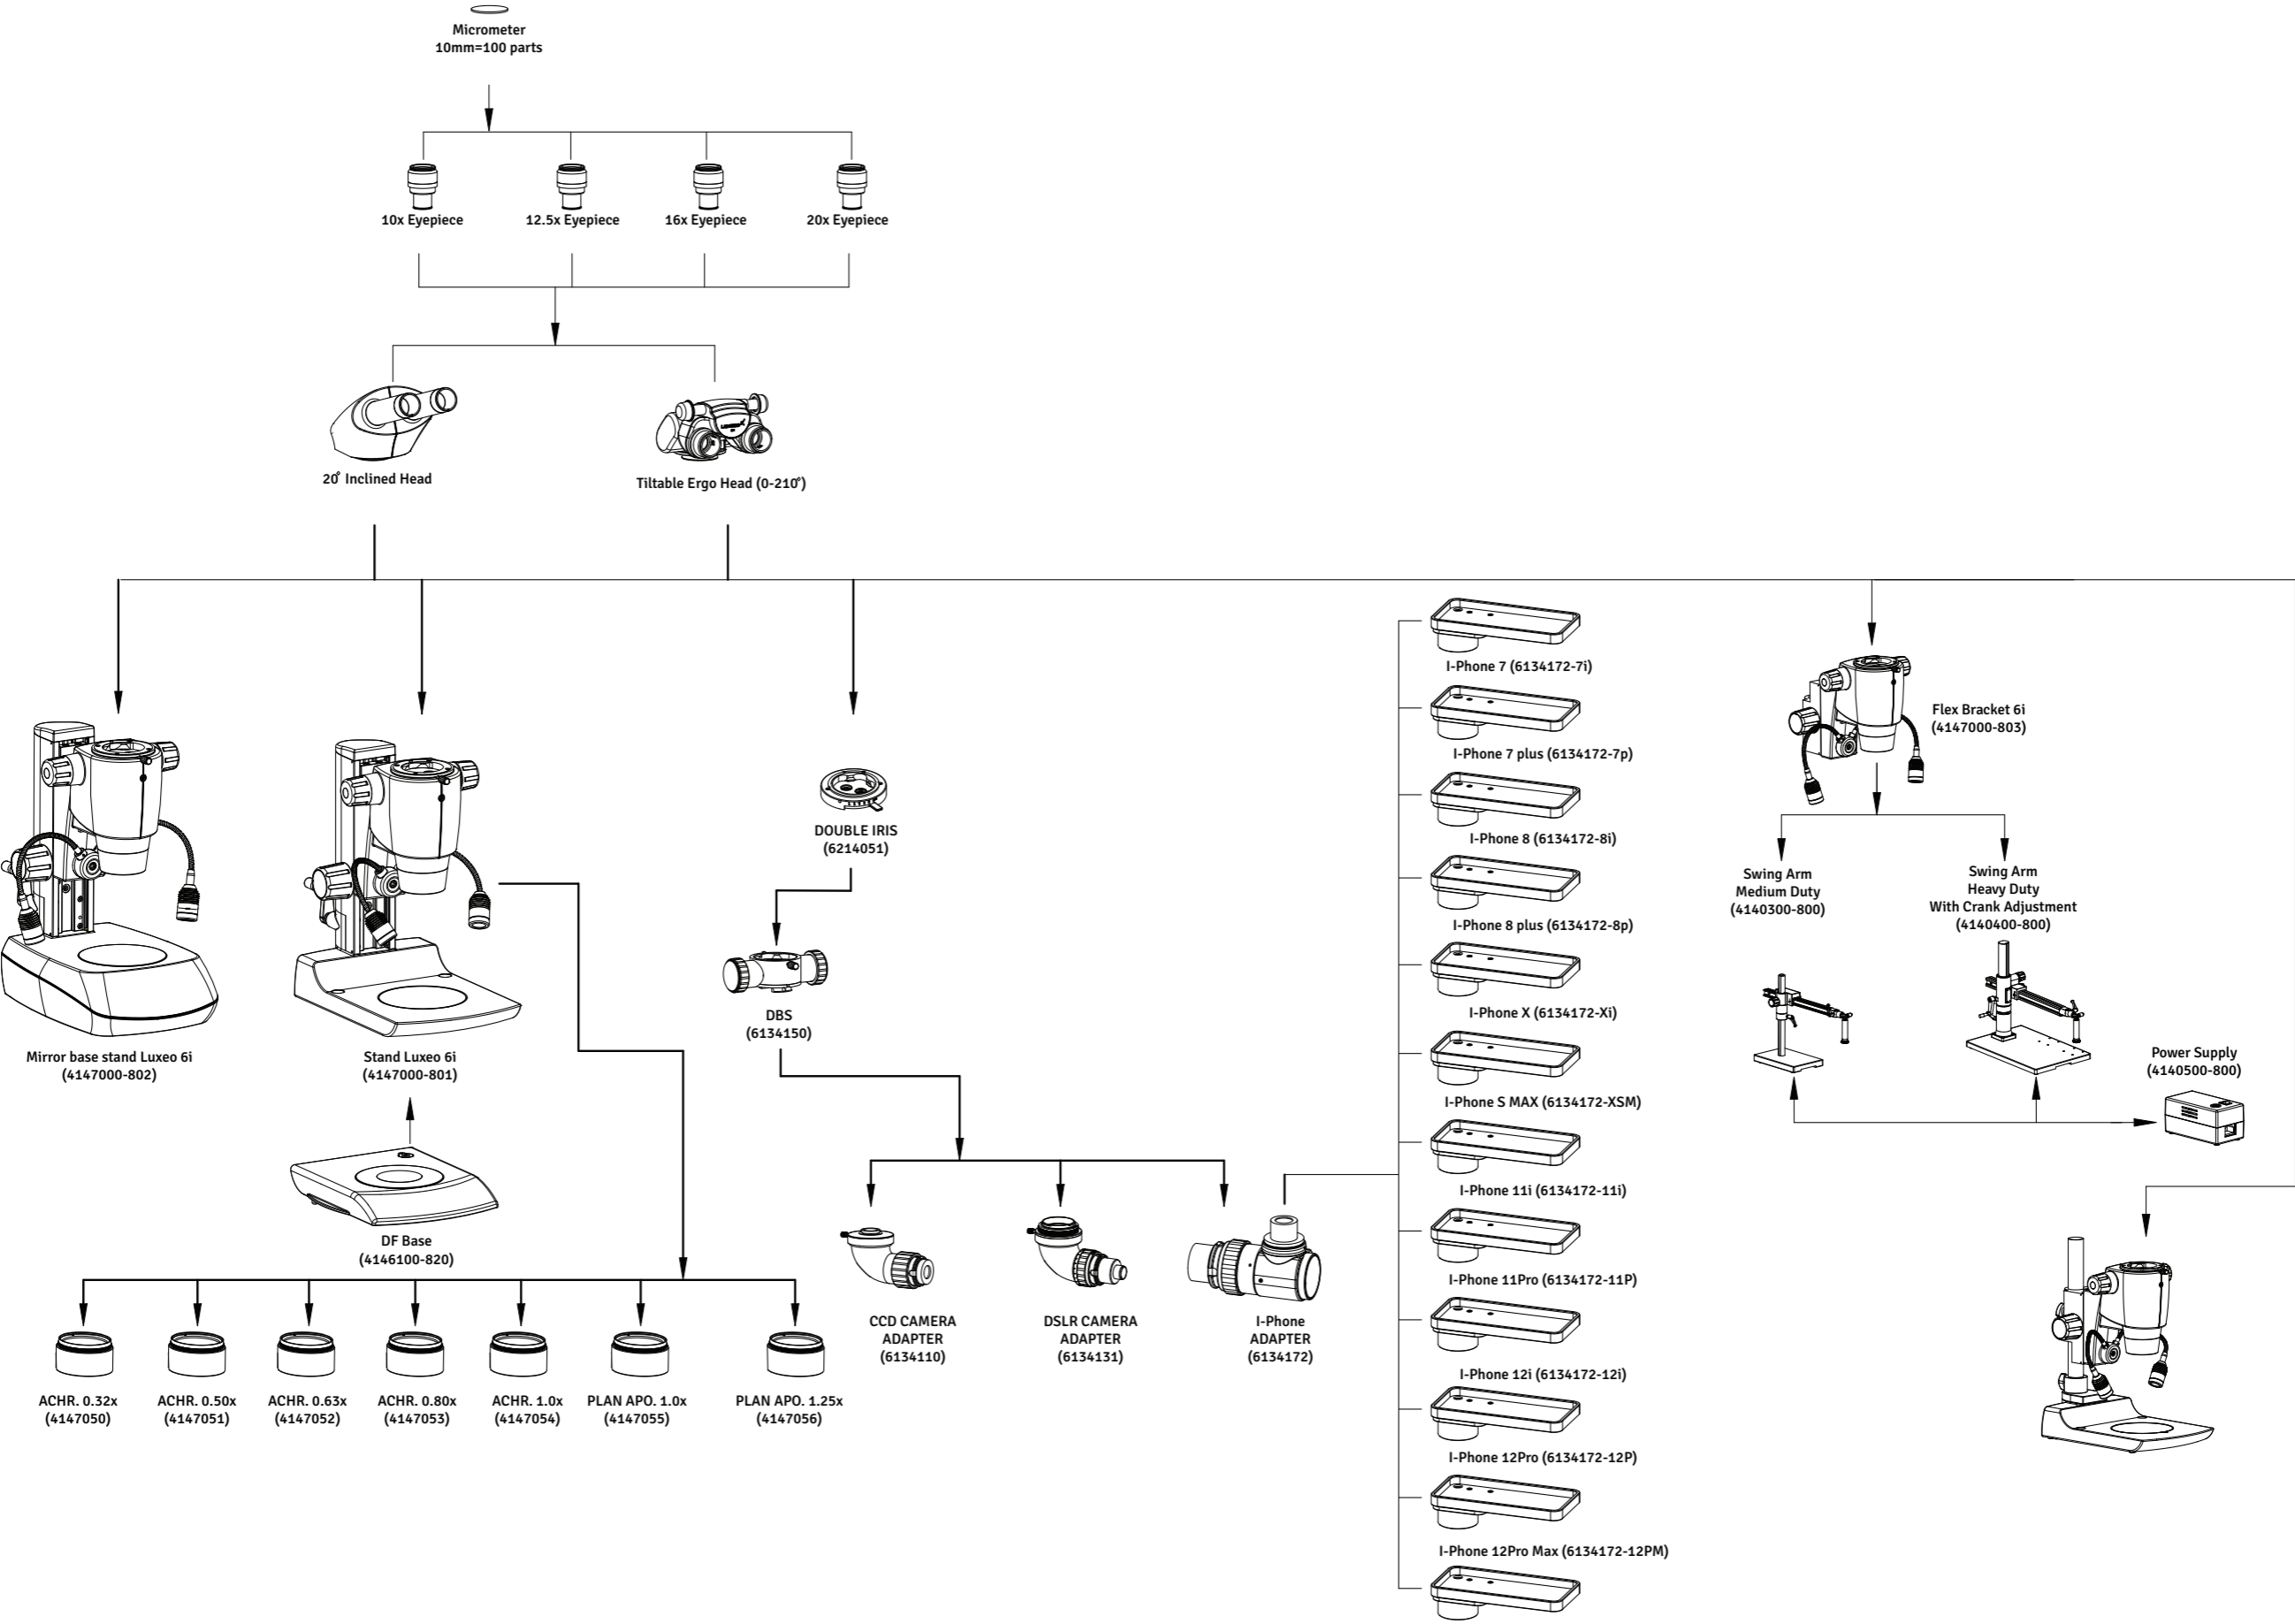 Micrometer
10mm=100 parts
10x Eyepiece
12.5x Eyepiece
16x Eyepiece
20x Eyepiece
20° Inclined Head
Tiltable Ergo Head (0-210°)
Mirror base stand Luxeo 6i
(4147000-802)
Stand Luxeo 6i
(4147000-801)
DF Base
(4146100-820)
ACHR. 0.32x
(4147050)
ACHR. 0.50x
(4147051)
ACHR. 0.63x
(4147052)
ACHR. 0.80x
(4147053)
ACHR. 1.0x
(4147054)
PLAN APO. 1.0x
(4147055)
PLAN APO. 1.25x
(4147056)
DOUBLE IRIS
(6214051)
DBS
(6134150)
CCD CAMERA
ADAPTER
(6134110)
DSLR CAMERA
ADAPTER
(6134131)
I-Phone
ADAPTER
(6134172)
I-Phone 7 (6134172-7i)
I-Phone 7 plus (6134172-7p)
I-Phone 8 (6134172-8i)
I-Phone 8 plus (6134172-8p)
I-Phone X (6134172-Xi)
I-Phone S MAX (6134172-XSM)
I-Phone 11i (6134172-11i)
I-Phone 11Pro (6134172-11P)
I-Phone 12i (6134172-12i)
I-Phone 12Pro (6134172-12P)
I-Phone 12Pro Max (6134172-12PM)
Flex Bracket 6i
(4147000-803)
Swing Arm
Medium Duty
(4140300-800)
Swing Arm
Heavy Duty
With Crank Adjustment
(4140400-800)
Power Supply
(4140500-800)